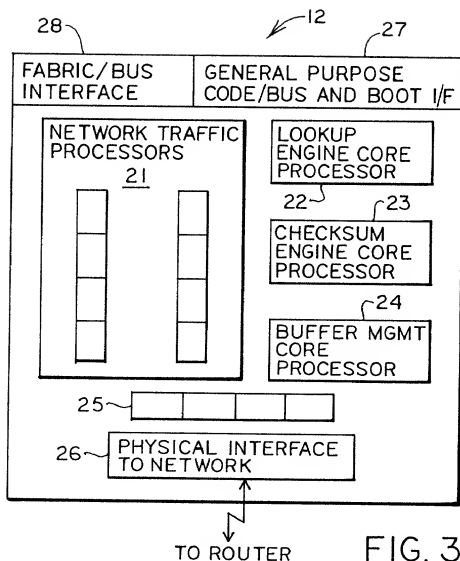 28
12
27
FABRIC/BUS
INTERFACE
GENERAL PURPOSE
CODE/BUS AND BOOT I/F
NETWORK TRAFFIC
PROCESSORS
21
LOOKUP
ENGINE CORE
PROCESSOR
22
23
CHECKSUM
ENGINE CORE
PROCESSOR
24
BUFFER MGMT
CORE
PROCESSOR
25
26
PHYSICAL INTERFACE
TO NETWORK
TO ROUTER
FIG. 3